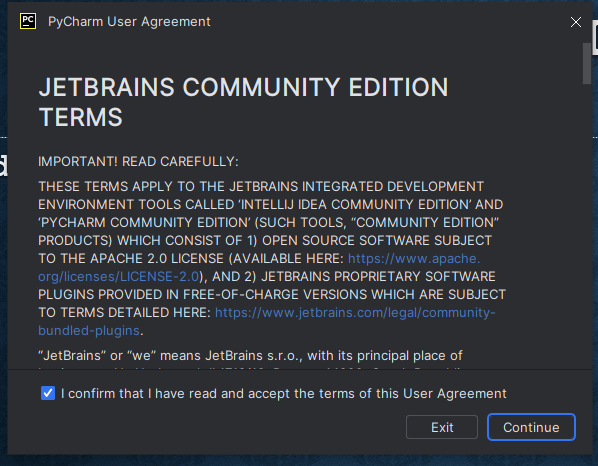 PC PyCharm User Agreement
JETBRAINS COMMUNITY EDITION
TERMS
IMPORTANT! READ CAREFULLY:
THESE TERMS APPLY TO THE JETBRAINS INTEGRATED DEVELOPMENT
ENVIRONMENT TOOLS CALLED ‘INTELLIJ IDEA COMMUNITY EDITION’ AND
‘PYCHARM COMMUNITY EDITION’ (SUCH TOOLS, “COMMUNITY EDITION”
PRODUCTS) WHICH CONSIST OF 1) OPEN SOURCE SOFTWARE SUBJECT
TO THE APACHE 2.0 LICENSE (AVAILABLE HERE: https://www.apache.
org/licenses/LICENSE-2.0), AND 2) JETBRAINS PROPRIETARY SOFTWARE
PLUGINS PROVIDED IN FREE-OF-CHARGE VERSIONS WHICH ARE SUBJECT
TO TERMS DETAILED HERE: https://www.jetbrains.com/legal/community-
bundled-plugins.
“JetBrains” or “we” means JetBrains s.r.o., with its principal place of
I confirm that I have read and accept the terms of this User Agreement
Exit Continue